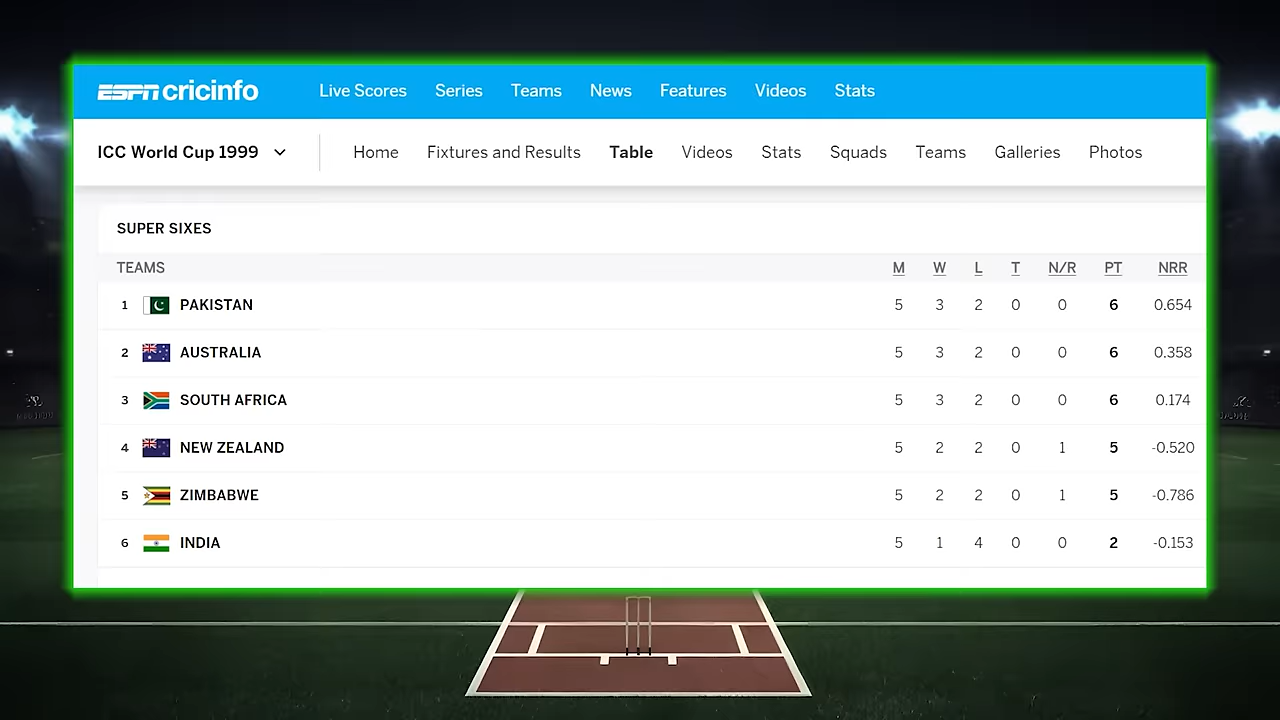 ESPN cricinfo Live Scores Series Teams News Features Videos Stats
ICC World Cup 1999 Home Fixtures and Results Table Videos Stats Squads Teams Galleries Photos
SUPER SIXES
TEAMS M W L T N/R PT NRR
1 PAKISTAN 5 3 2 0 0 6 0.654
2 AUSTRALIA 5 3 2 0 0 6 0.358
3 SOUTH AFRICA 5 3 2 0 0 6 0.174
4 NEW ZEALAND 5 2 2 0 1 5 -0.520
5 ZIMBABWE 5 2 2 0 1 5 -0.786
6 INDIA 5 1 4 0 0 2 -0.153